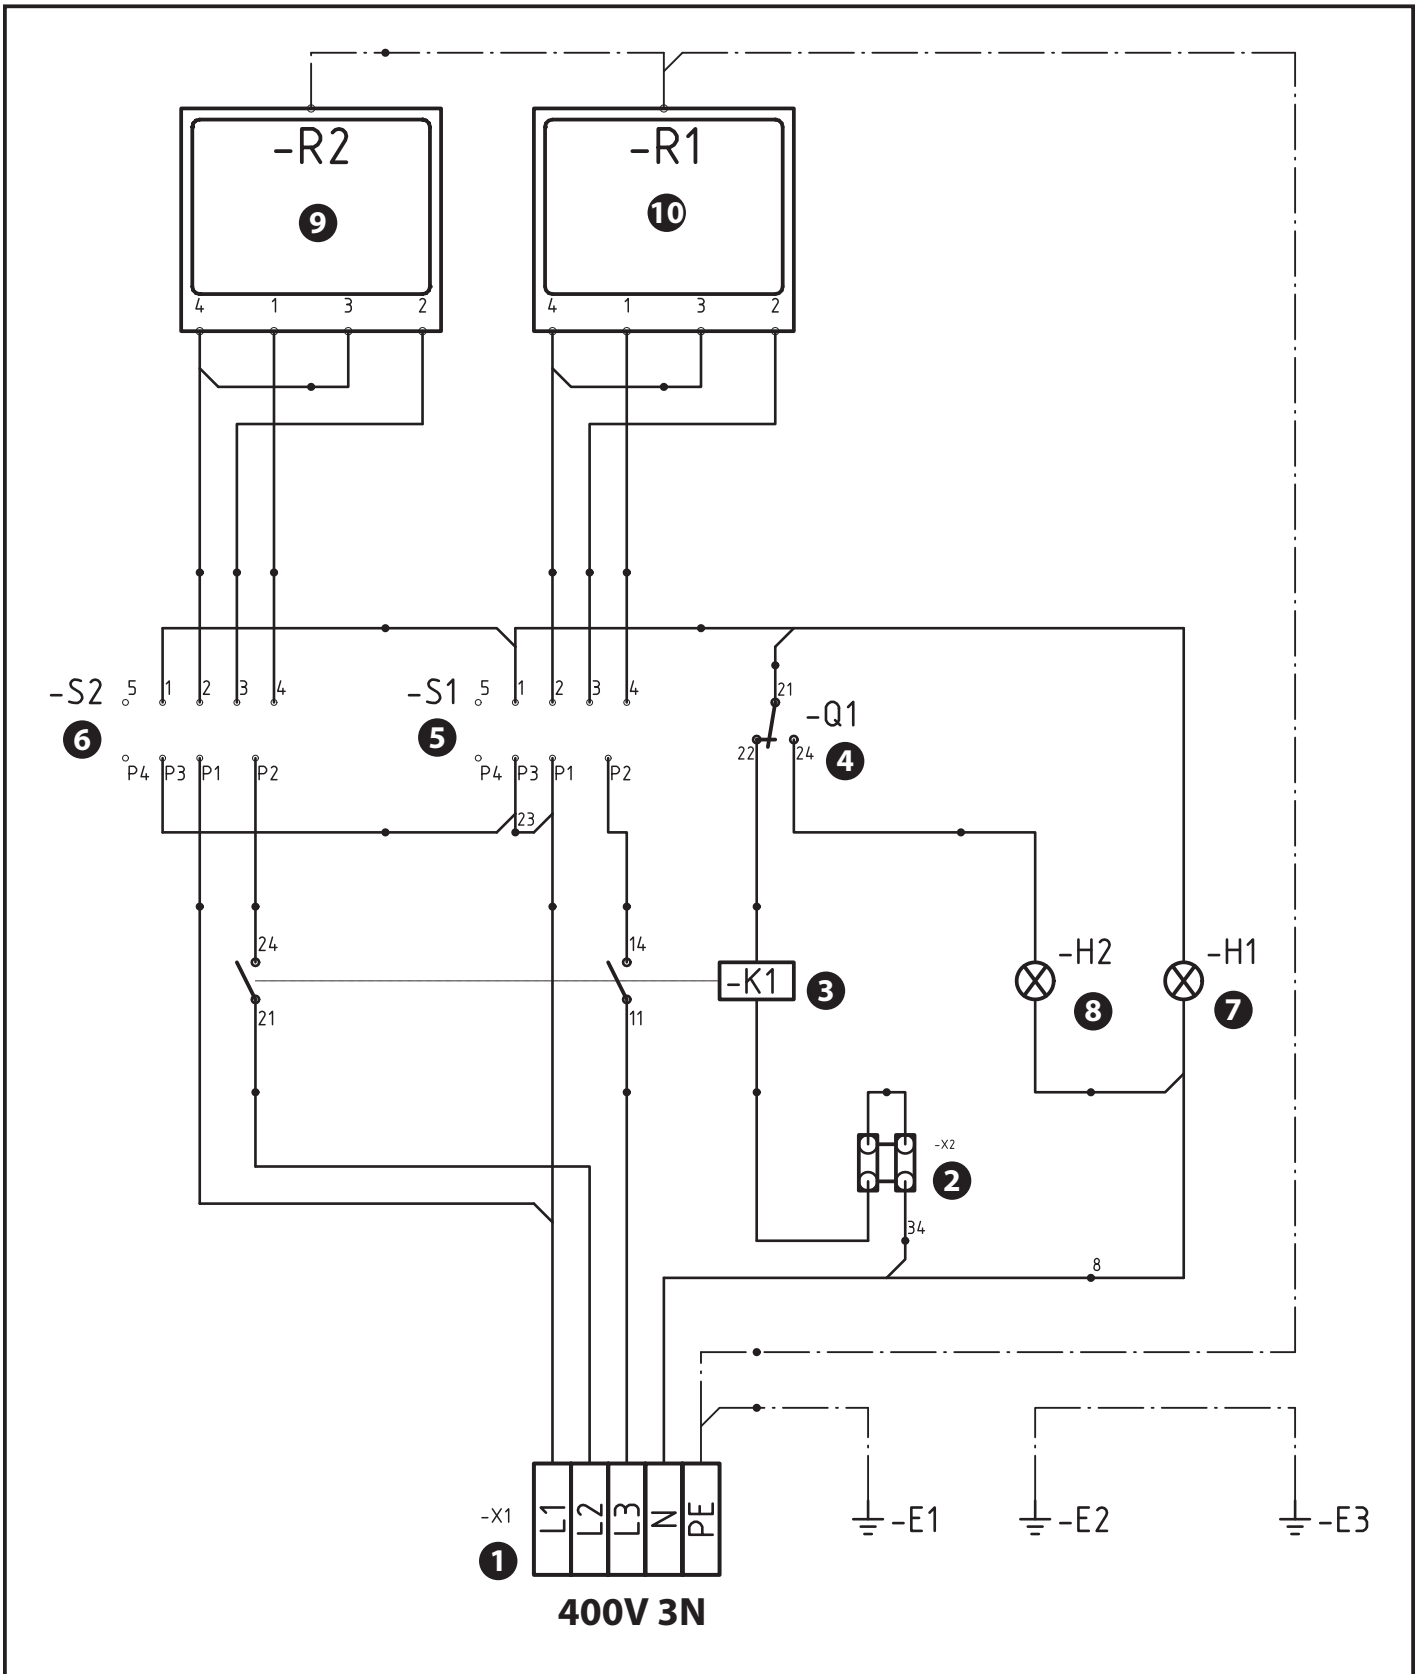 -R2
-R1
9
10
4 1 3 2
4 1 3 2
-S2 5 1 2 3 4
-S1 5 1 2 3 4
21
6
5
-Q1
22 24
4
P4 P3 P1 P2
P4 P3 P1 P2
23
24
14
-H2
-H1
-K1
3
8
7
21
11
-X2
2
34
8
-X1
L1 L2 L3 N PE
-E1
-E2
-E3
1
400V 3N